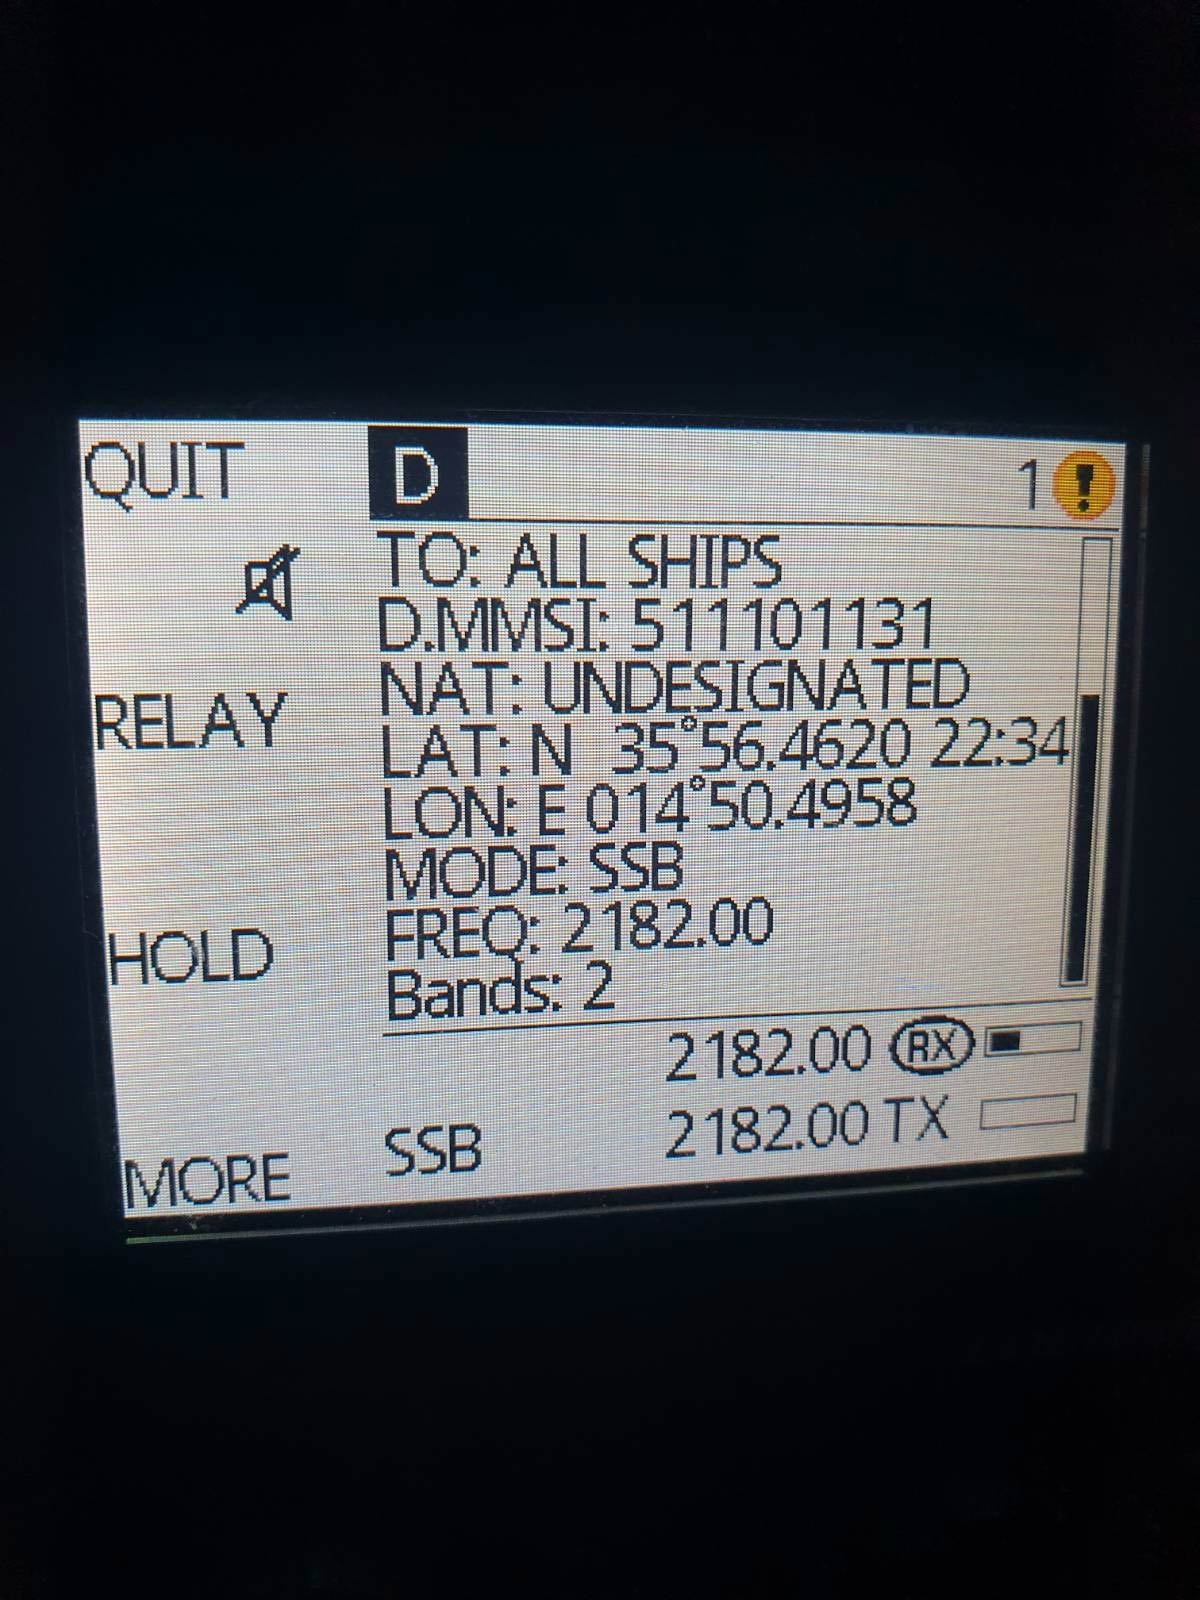 QUIT
D
1
TO: ALL SHIPS
D.MMSI: 511101131
NAT: UNDESIGNATED
RELAY
LAT: N 35°56.4620 22:34
LON: E 014°50.4958
MODE: SSB
FREQ: 2182.00
HOLD
Bands: 2
2182.00 RX
SSB 2182.00 TX
MORE